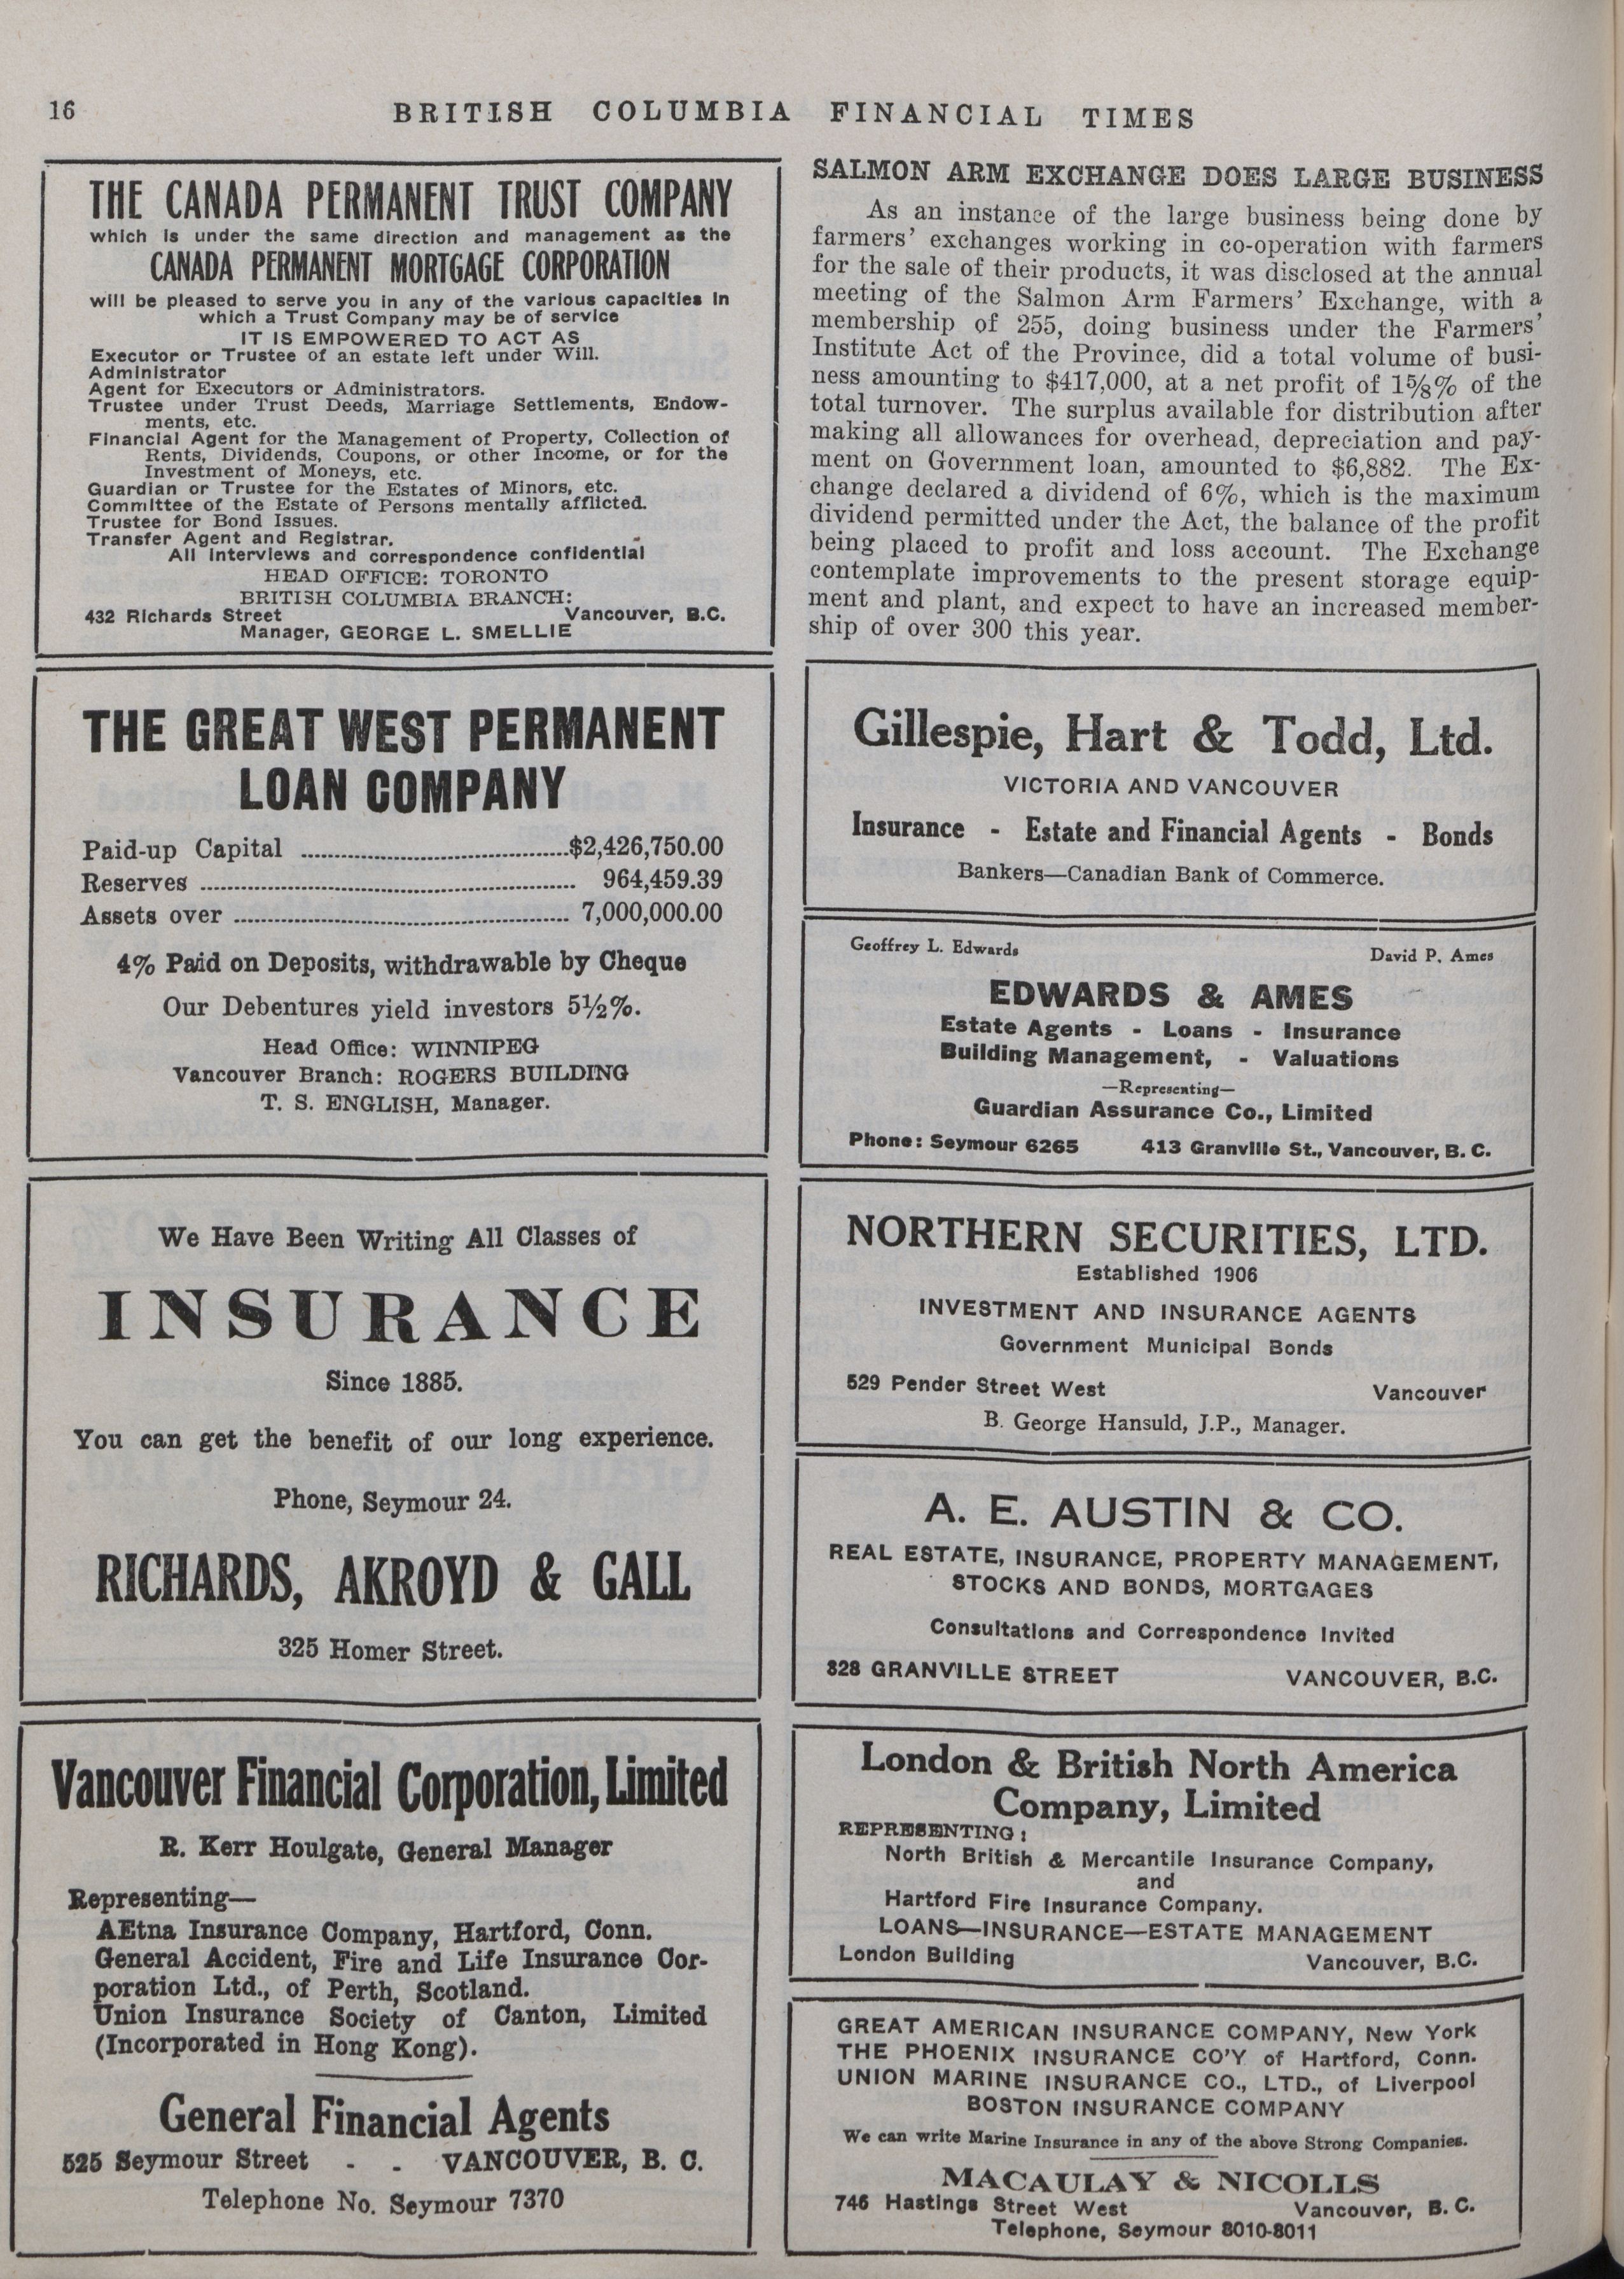 16
BRITISH COLUMBIA FINANCIAL TIMES
THE CANADA PERMANENT TRUST COMPANY
which is under the same direction and management as the
CANADA PERMANENT MORTGAGE CORPORATION
will be pleased to serve you in any of the various capacities in
which a Trust Company may be of service
IT IS EMPOWERED TO ACT AS
Executor or Trustee of an estate left under Will.
Administrator
Agent for Executors or Administrators.
Trustee under Trust Deeds, Marriage Settlements, Endow-
ments, etc.
Financial Agent for the Management of Property, Collection of
Rents, Dividends, Coupons, or other Income, or for the
Investment of Moneys, etc.
Guardian or Trustee for the Estates of Minors, etc.
Committee of the Estate of Persons mentally afflicted.
Trustee for Bond Issues.
Transfer Agent and Registrar.
All interviews and correspondence confidential
HEAD OFFICE: TORONTO
BRITISH COLUMBIA BRANCH:
432 Richards Street Vancouver, B.C.
Manager, GEORGE L. SMELLIE
THE GREAT WEST PERMANENT
LOAN COMPANY
Paid-up Capital ........ $2,426,750.00
Reserves ........ 964,459.39
Assets over ........ 7,000,000.00
4% Paid on Deposits, withdrawable by Cheque
Our Debentures yield investors 5½%.
Head Office: WINNIPEG
Vancouver Branch: ROGERS BUILDING
T. S. ENGLISH, Manager.
We Have Been Writing All Classes of
INSURANCE
Since 1885.
You can get the benefit of our long experience.
Phone, Seymour 24.
RICHARDS, AKROYD & GALL
325 Homer Street.
Vancouver Financial Corporation, Limited
R. Kerr Houlgate, General Manager
Representing—
AEtna Insurance Company, Hartford, Conn.
General Accident, Fire and Life Insurance Cor-
poration Ltd., of Perth, Scotland.
Union Insurance Society of Canton, Limited
(Incorporated in Hong Kong).
General Financial Agents
525 Seymour Street - - VANCOUVER, B. C.
Telephone No. Seymour 7370
SALMON ARM EXCHANGE DOES LARGE BUSINESS
As an instance of the large business being done by
farmers' exchanges working in co-operation with farmers
for the sale of their products, it was disclosed at the annual
meeting of the Salmon Arm Farmers' Exchange, with a
membership of 255, doing business under the Farmers'
Institute Act of the Province, did a total volume of busi-
ness amounting to $417,000, at a net profit of 1⅝% of the
total turnover. The surplus available for distribution after
making all allowances for overhead, depreciation and pay-
ment on Government loan, amounted to $6,882. The Ex-
change declared a dividend of 6%, which is the maximum
dividend permitted under the Act, the balance of the profit
being placed to profit and loss account. The Exchange
contemplate improvements to the present storage equip-
ment and plant, and expect to have an increased member-
ship of over 300 this year.
Gillespie, Hart & Todd, Ltd.
VICTORIA AND VANCOUVER
Insurance - Estate and Financial Agents - Bonds
Bankers—Canadian Bank of Commerce.
Geoffrey L. Edwards David P. Ames
EDWARDS & AMES
Estate Agents - Loans - Insurance
Building Management, - Valuations
—Representing—
Guardian Assurance Co., Limited
Phone: Seymour 6265 413 Granville St., Vancouver, B. C.
NORTHERN SECURITIES, LTD.
Established 1906
INVESTMENT AND INSURANCE AGENTS
Government Municipal Bonds
529 Pender Street West Vancouver
B. George Hansuld, J.P., Manager.
A. E. AUSTIN & CO.
REAL ESTATE, INSURANCE, PROPERTY MANAGEMENT,
STOCKS AND BONDS, MORTGAGES
Consultations and Correspondence Invited
328 GRANVILLE STREET VANCOUVER, B.C.
London & British North America
Company, Limited
REPRESENTING:
North British & Mercantile Insurance Company,
and
Hartford Fire Insurance Company.
LOANS—INSURANCE—ESTATE MANAGEMENT
London Building Vancouver, B.C.
GREAT AMERICAN INSURANCE COMPANY, New York
THE PHOENIX INSURANCE CO'Y of Hartford, Conn.
UNION MARINE INSURANCE CO., LTD., of Liverpool
BOSTON INSURANCE COMPANY
We can write Marine Insurance in any of the above Strong Companies.
MACAULAY & NICOLLS
746 Hastings Street West Vancouver, B. C.
Telephone, Seymour 8010-8011